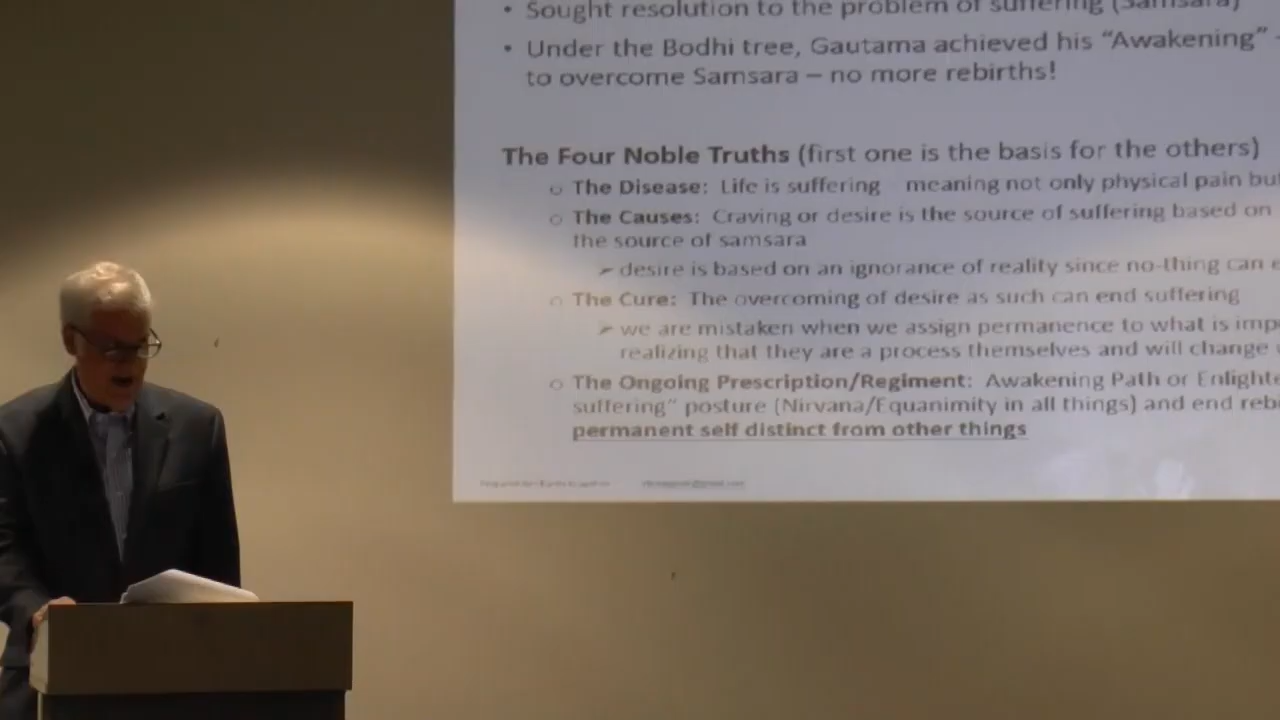 • Sought resolution to the problem of suffering (Samsara)
• Under the Bodhi tree, Gautama achieved his “Awakening” -
to overcome Samsara – no more rebirths!
The Four Noble Truths (first one is the basis for the others)
o The Disease: Life is suffering meaning not only physical pain but
o The Causes: Craving or desire is the source of suffering based on
the source of samsara
➢ desire is based on an ignorance of reality since no-thing can
o The Cure: The overcoming of desire as such can end suffering
➢ we are mistaken when we assign permanence to what is imp
realizing that they are a process themselves and will change
o The Ongoing Prescription/Regiment: Awakening Path or Enlighte
suffering” posture (Nirvana/Equanimity in all things) and end rebi
permanent self distinct from other things